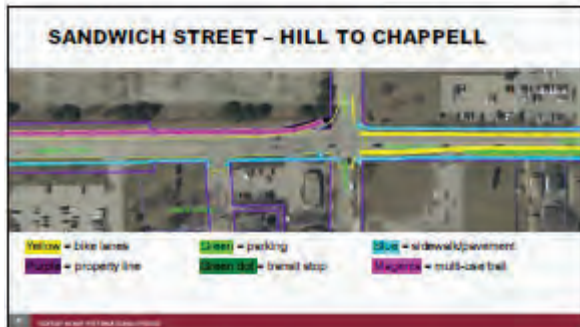 SANDWICH STREET – HILL TO CHAPPELL
Yellow = bike lanes
Green = parking
Blue = sidewalk/pavement
Purple = property line
Green dot = transit stop
Magenta = multi-use trail